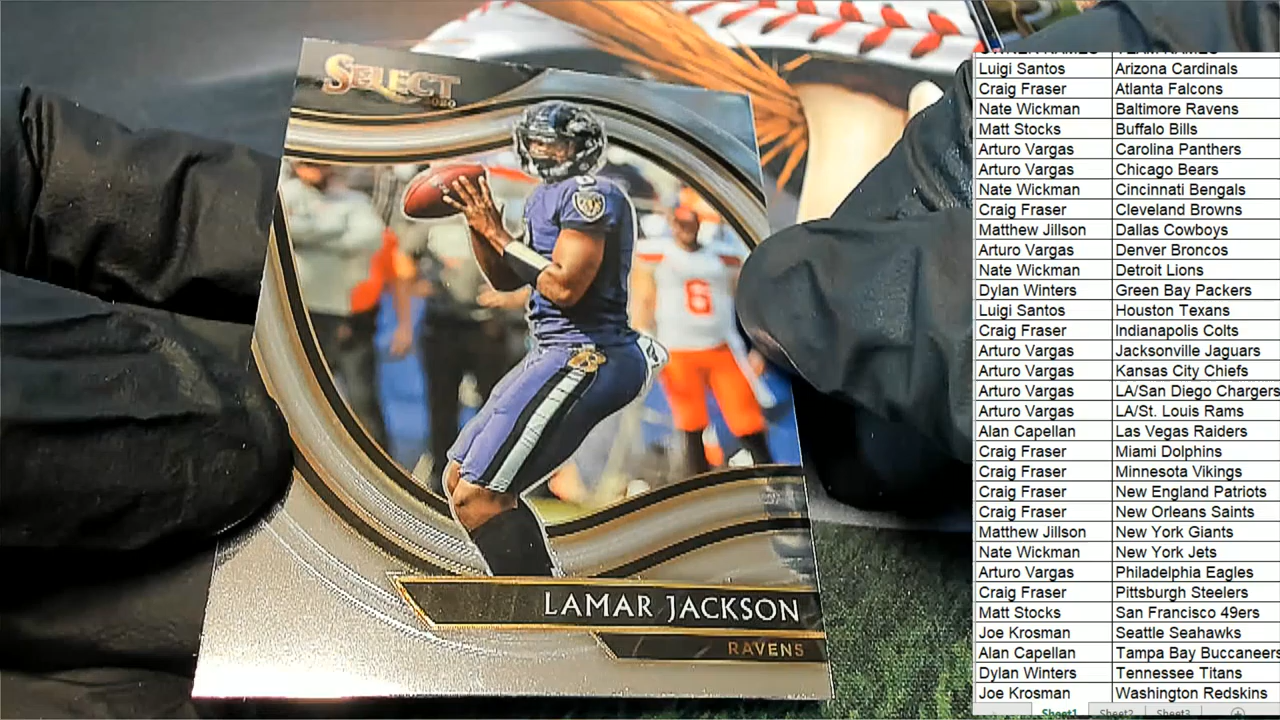 SELECT
LAMAR JACKSON
RAVENS
6
Luigi Santos Arizona Cardinals
Craig Fraser Atlanta Falcons
Nate Wickman Baltimore Ravens
Matt Stocks Buffalo Bills
Arturo Vargas Carolina Panthers
Arturo Vargas Chicago Bears
Nate Wickman Cincinnati Bengals
Craig Fraser Cleveland Browns
Matthew Jillson Dallas Cowboys
Arturo Vargas Denver Broncos
Nate Wickman Detroit Lions
Dylan Winters Green Bay Packers
Luigi Santos Houston Texans
Craig Fraser Indianapolis Colts
Arturo Vargas Jacksonville Jaguars
Arturo Vargas Kansas City Chiefs
Arturo Vargas LA/San Diego Chargers
Arturo Vargas LA/St. Louis Rams
Alan Capellan Las Vegas Raiders
Craig Fraser Miami Dolphins
Craig Fraser Minnesota Vikings
Craig Fraser New England Patriots
Craig Fraser New Orleans Saints
Matthew Jillson New York Giants
Nate Wickman New York Jets
Arturo Vargas Philadelphia Eagles
Craig Fraser Pittsburgh Steelers
Matt Stocks San Francisco 49ers
Joe Krosman Seattle Seahawks
Alan Capellan Tampa Bay Buccaneers
Dylan Winters Tennessee Titans
Joe Krosman Washington Redskins
Sheet1 Sheet2 Sheet3